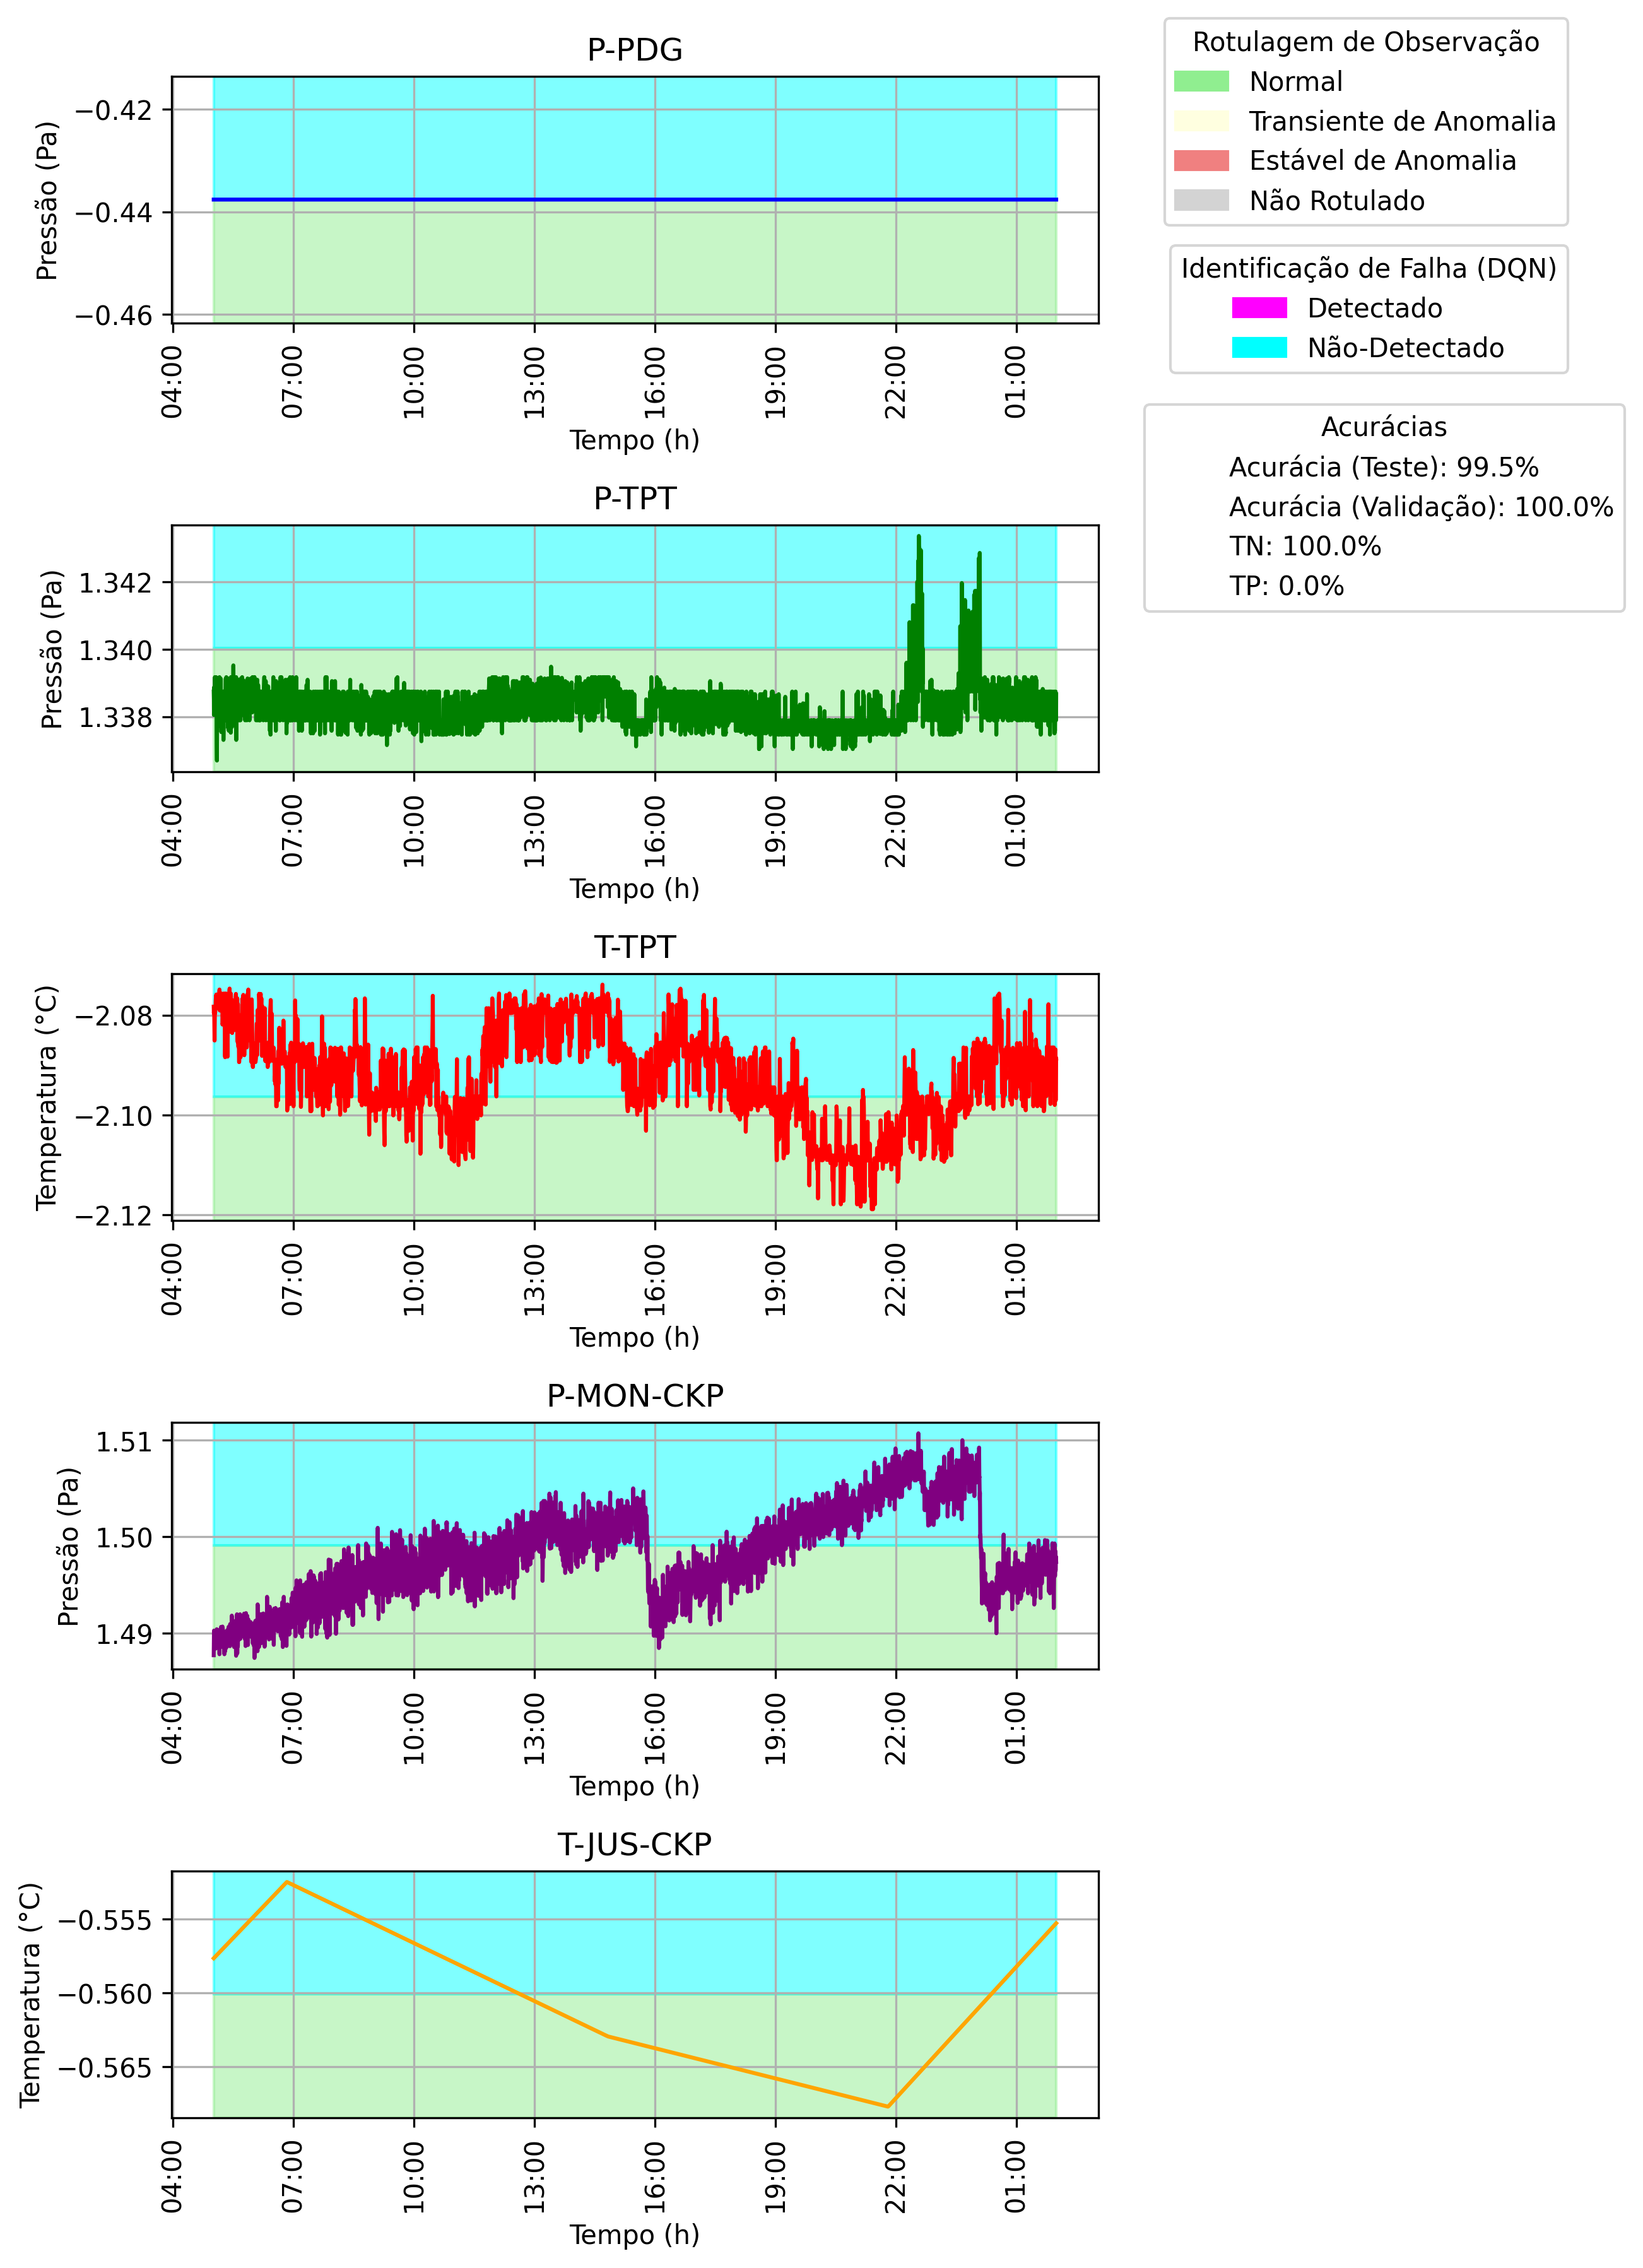 P-PDG
Pressão (Pa)
−0.42
−0.44
−0.46
04:00 07:00 10:00 13:00 16:00 19:00 22:00 01:00
Tempo (h)
Rotulagem de Observação
Normal
Transiente de Anomalia
Estável de Anomalia
Não Rotulado
Identificação de Falha (DQN)
Detectado
Não-Detectado
Acurácias
Acurácia (Teste): 99.5%
Acurácia (Validação): 100.0%
TN: 100.0%
TP: 0.0%
P-TPT
Pressão (Pa)
1.342
1.340
1.338
04:00 07:00 10:00 13:00 16:00 19:00 22:00 01:00
Tempo (h)
T-TPT
Temperatura (°C)
−2.08
−2.10
−2.12
04:00 07:00 10:00 13:00 16:00 19:00 22:00 01:00
Tempo (h)
P-MON-CKP
Pressão (Pa)
1.51
1.50
1.49
04:00 07:00 10:00 13:00 16:00 19:00 22:00 01:00
Tempo (h)
T-JUS-CKP
Temperatura (°C)
−0.555
−0.560
−0.565
04:00 07:00 10:00 13:00 16:00 19:00 22:00 01:00
Tempo (h)